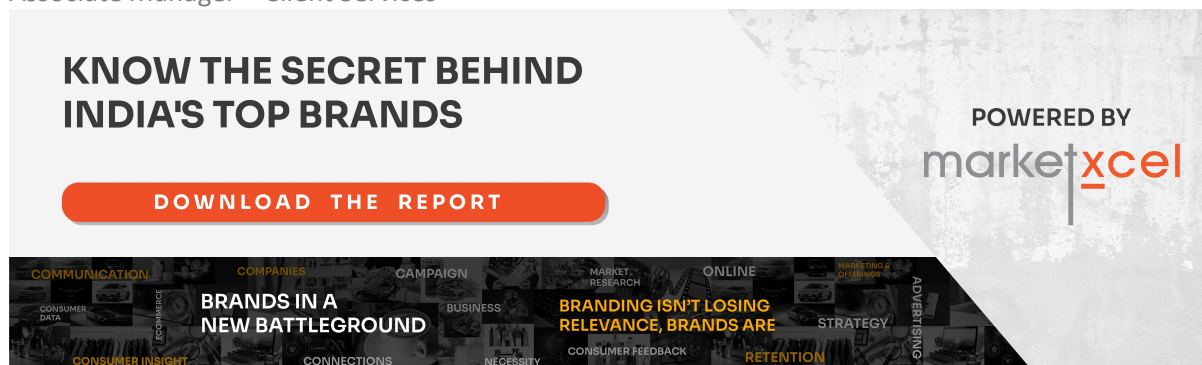 Associate Manager – Client Services
KNOW THE SECRET BEHIND
INDIA'S TOP BRANDS
DOWNLOAD THE REPORT
POWERED BY
marketxcel
COMMUNICATION
COMPANIES
CAMPAIGN
MARKET
RESEARCH
ONLINE
MARKETING &
OFFERINGS
CONSUMER
DATA
ECOMMERCE
BRANDS IN A
NEW BATTLEGROUND
BUSINESS
BRANDING ISN'T LOSING
RELEVANCE, BRANDS ARE
STRATEGY
ADVERTISING
CONSUMER INSIGHT
CONNECTIONS
NECESSITY
CONSUMER FEEDBACK
RETENTION